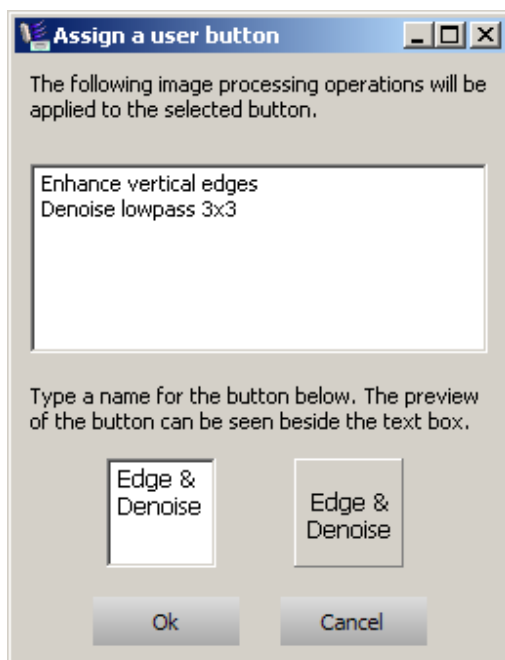 Assign a user button
The following image processing operations will be
applied to the selected button.
Enhance vertical edges
Denoise lowpass 3x3
Type a name for the button below. The preview
of the button can be seen beside the text box.
Edge &
Denoise
Edge &
Denoise
Ok
Cancel